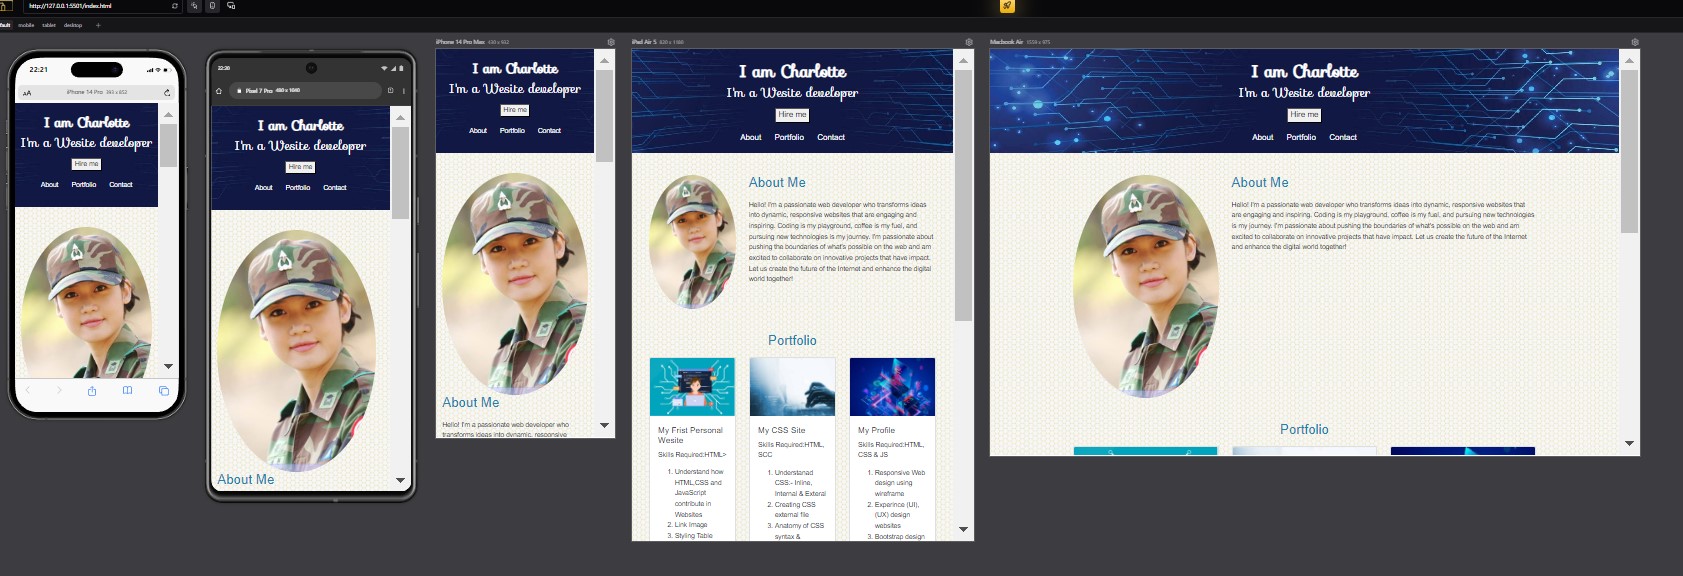 http://127.0.0.1:5501/index.html
mobile
tablet
desktop
+
22:21
AA
iPhone 14 Pro 393 x 852
I am Charlotte
I'm a Wesite developer
Hire me
About
Portfolio
Contact
22:20
Pixel 7 Pro
I am Charlotte
I'm a Wesite developer
Hire me
About
Portfolio
Contact
About Me
iPhone 14 Pro Max 430 x 932
I am Charlotte
I'm a Wesite developer
Hire me
About
Portfolio
Contact
About Me
Hello! I'm a passionate web developer who
transforms ideas into dynamic, responsive
iPad Air 5 820 x 1180
I am Charlotte
I'm a Wesite developer
Hire me
About
Portfolio
Contact
About Me
Hello! I'm a passionate web developer who transforms ideas
into dynamic, responsive websites that are engaging and
inspiring. Coding is my playground, coffee is my fuel, and
pursuing new technologies is my journey. I'm passionate about
pushing the boundaries of what's possible on the web and am
excited to collaborate on innovative projects that have impact.
Let us create the future of the Internet and enhance the digital
world together!
Portfolio
My Frist Personal
Wesite
Skills Required:HTML>
1. Understand how
HTML,CSS and
JavaScript
contribute in
Websites
2. Link Image
3. Styling Table
My CSS Site
Skills Required:HTML,
SCC
1. Understanad
CSS:- Inline,
Internal & Exteral
2. Creating CSS
external file
3. Anatomy of CSS
syntax &
My Profile
Skills Required:HTML,
CSS & JS
1. Responsive Web
design using
wireframe
2. Experince (UI),
(UX) design
websites
3. Bootstrap design
Macbook Air
I am Charlotte
I'm a Wesite developer
Hire me
About
Portfolio
Contact
About Me
Hello! I'm a passionate web developer who transforms ideas into dynamic, responsive websites that
are engaging and inspiring. Coding is my playground, coffee is my fuel, and pursuing new technologies
is my journey. I'm passionate about pushing the boundaries of what's possible on the web and am
excited to collaborate on innovative projects that have impact. Let us create the future of the Internet
and enhance the digital world together!
Portfolio